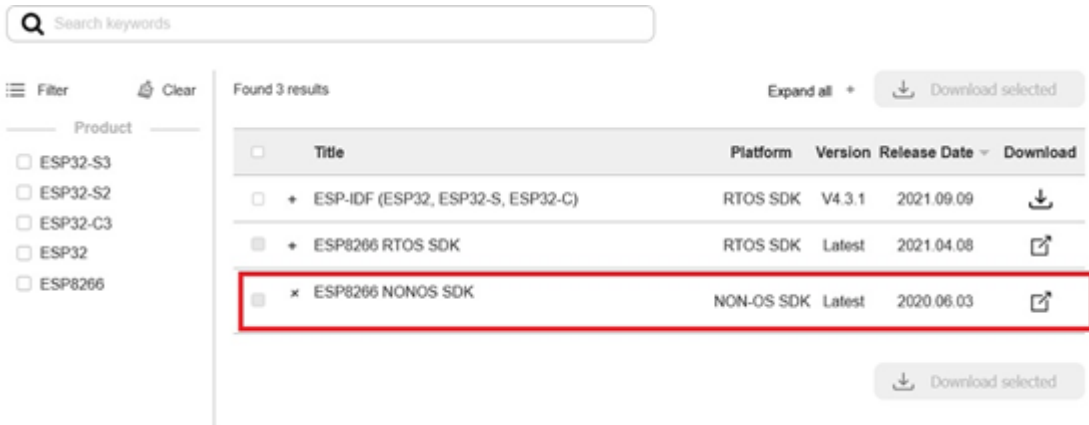 Search keywords
Filter
Clear
Product
ESP32-S3
ESP32-S2
ESP32-C3
ESP32
ESP8266
Found 3 results
Expand all +
Download selected
Title Platform Version Release Date Download
+ ESP-IDF (ESP32, ESP32-S, ESP32-C) RTOS SDK V4.3.1 2021.09.09
+ ESP8266 RTOS SDK RTOS SDK Latest 2021.04.08
× ESP8266 NONOS SDK NON-OS SDK Latest 2020.06.03
Download selected